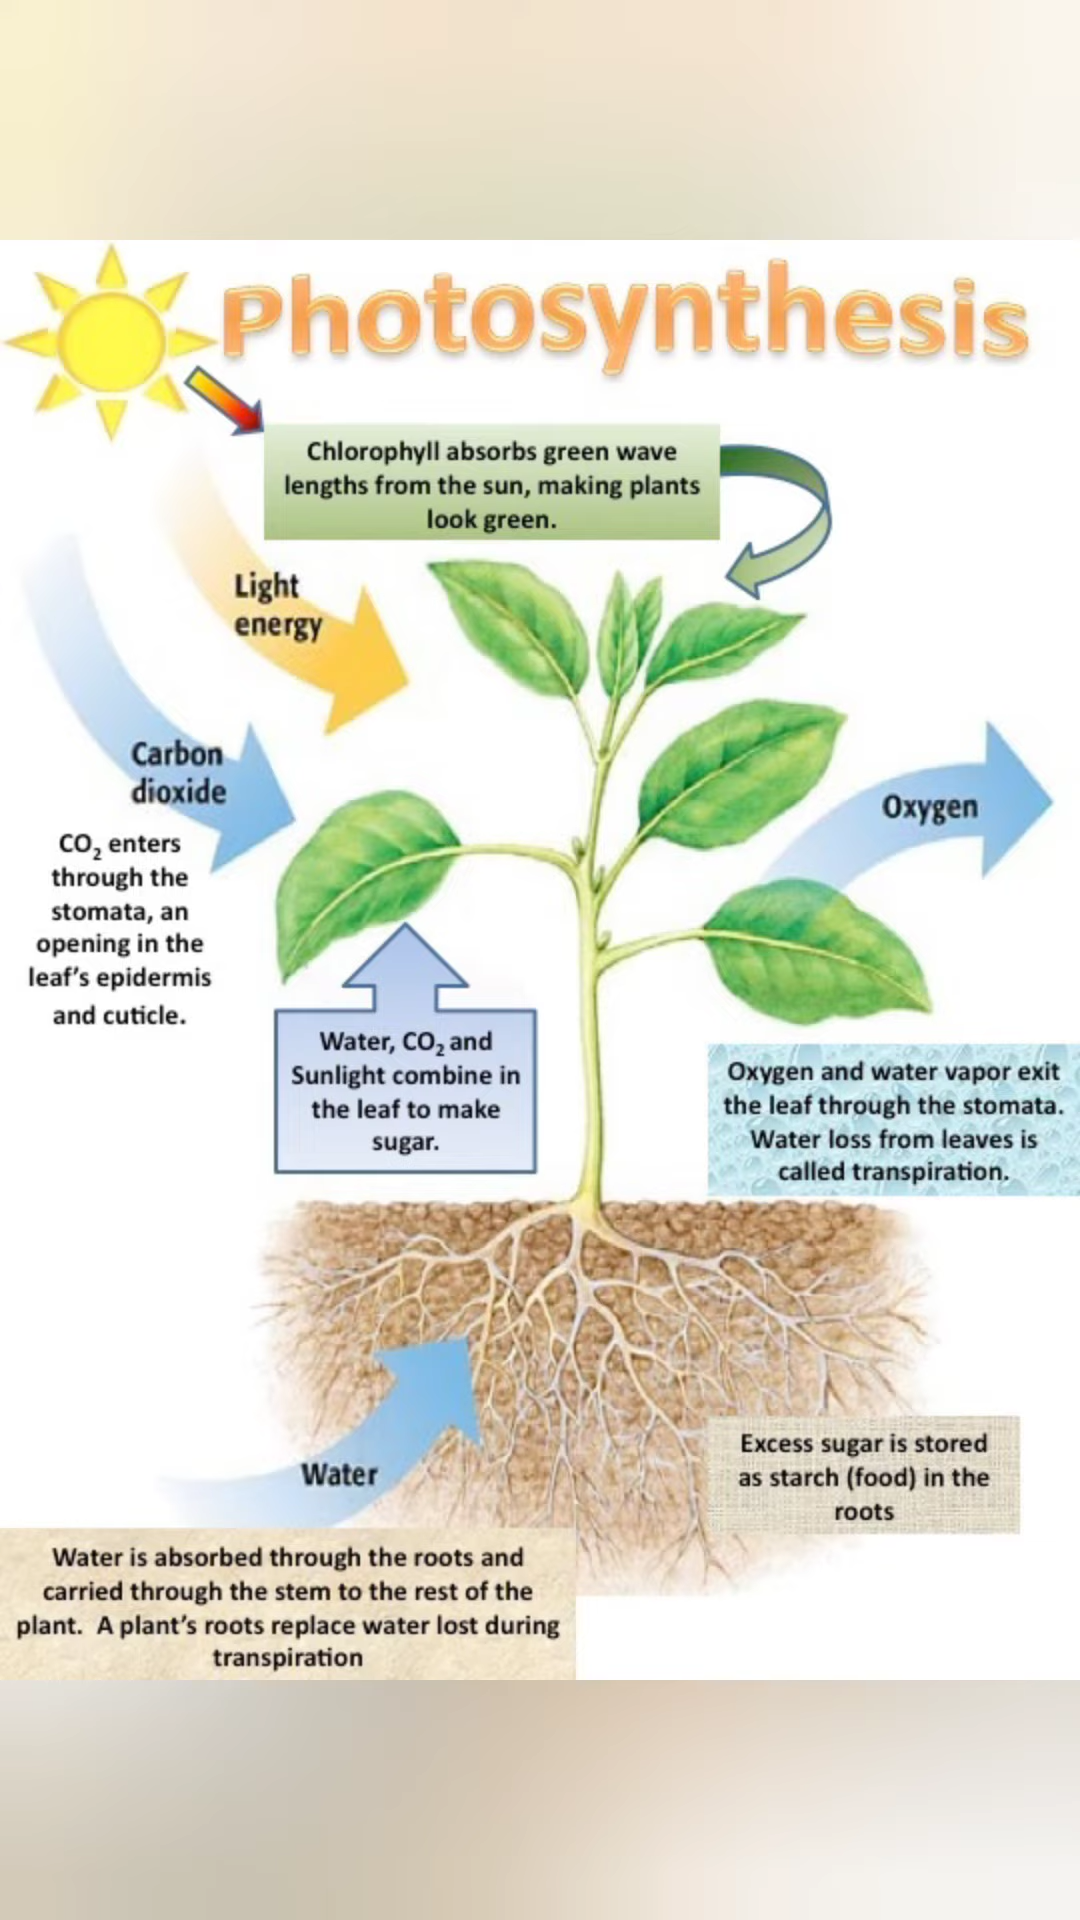 Photosynthesis
Chlorophyll absorbs green wave
lengths from the sun, making plants
look green.
Light
energy
Carbon
dioxide
CO₂ enters
through the
stomata, an
opening in the
leaf’s epidermis
and cuticle.
Oxygen
Water, CO₂ and
Sunlight combine in
the leaf to make
sugar.
Oxygen and water vapor exit
the leaf through the stomata.
Water loss from leaves is
called transpiration.
Water
Excess sugar is stored
as starch (food) in the
roots
Water is absorbed through the roots and
carried through the stem to the rest of the
plant.  A plant’s roots replace water lost during
transpiration